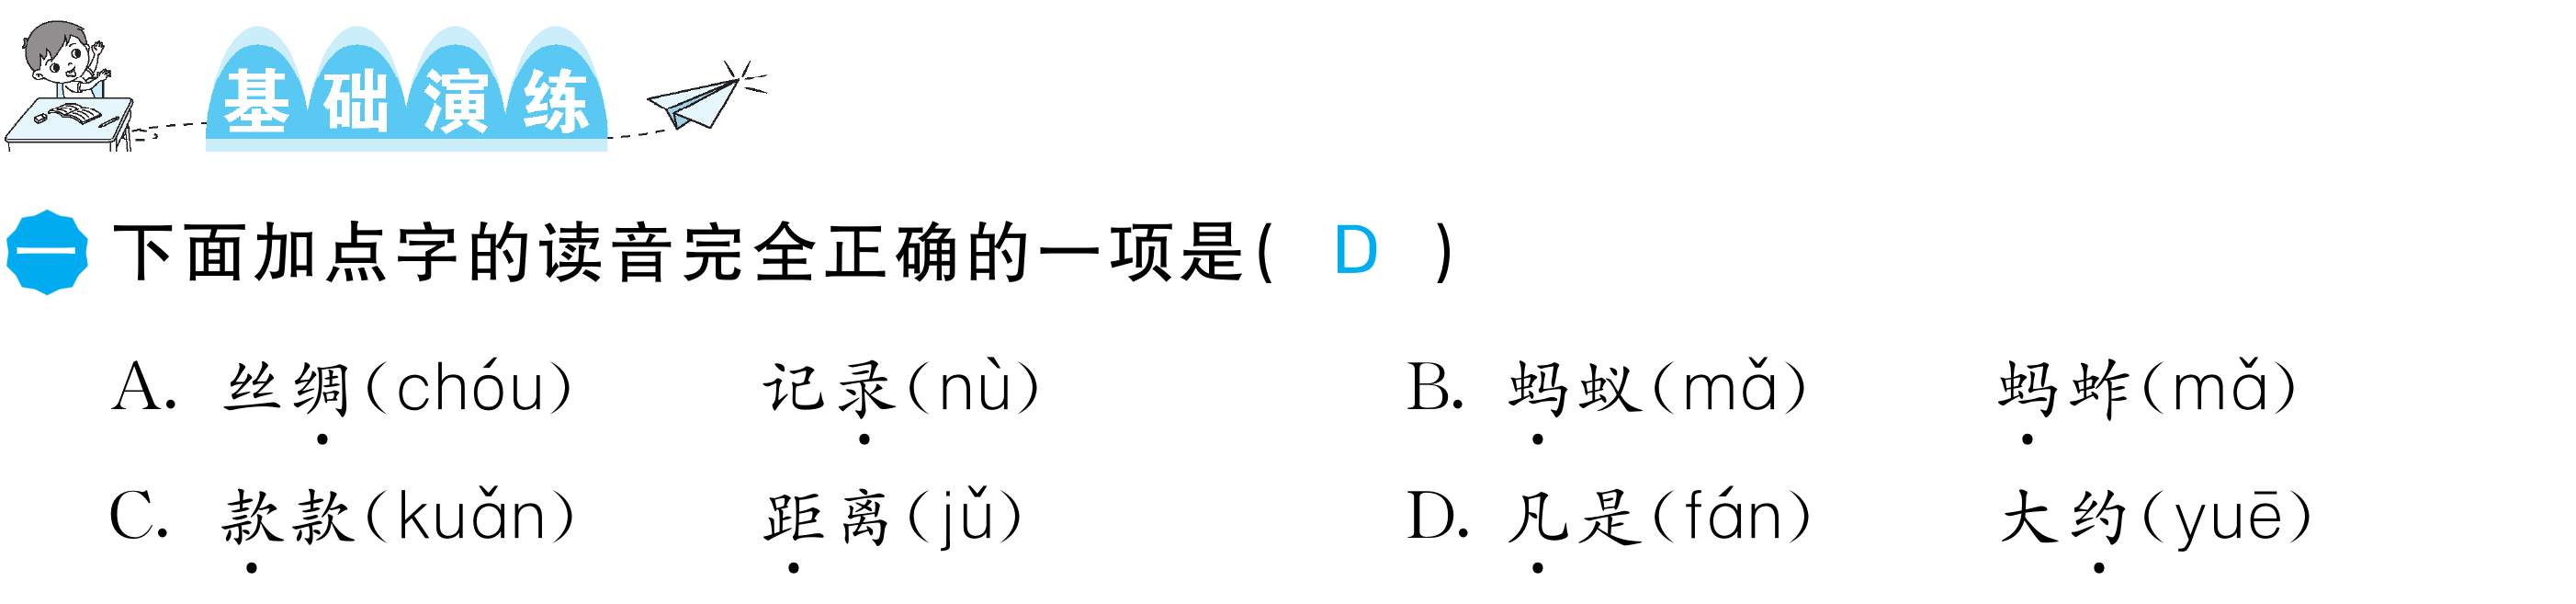 基础演练
一 下面加点字的读音完全正确的一项是( D )
A. 丝绸(chóu) 记录(nù) B. 蚂蚁(mǎ) 蚂蚱(mǎ)
C. 款款(kuǎn) 距离(jǔ) D. 凡是(fán) 大约(yuē)